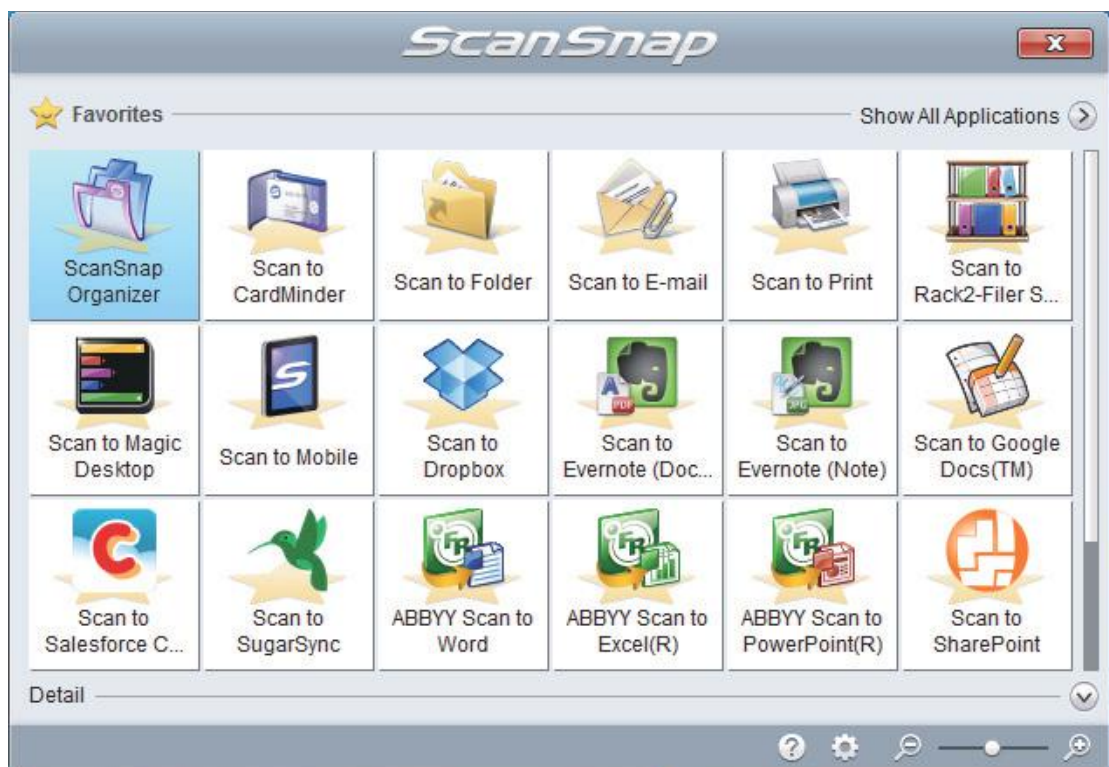 ScanSnap
Favorites
Show All Applications
ScanSnap
Organizer
Scan to
CardMinder
Scan to Folder
Scan to E-mail
Scan to Print
Scan to
Rack2-Filer S...
Scan to Magic
Desktop
Scan to Mobile
Scan to
Dropbox
Scan to
Evernote (Doc...
Scan to
Evernote (Note)
Scan to Google
Docs(TM)
Scan to
Salesforce C...
Scan to
SugarSync
ABBYY Scan to
Word
ABBYY Scan to
Excel(R)
ABBYY Scan to
PowerPoint(R)
Scan to
SharePoint
Detail